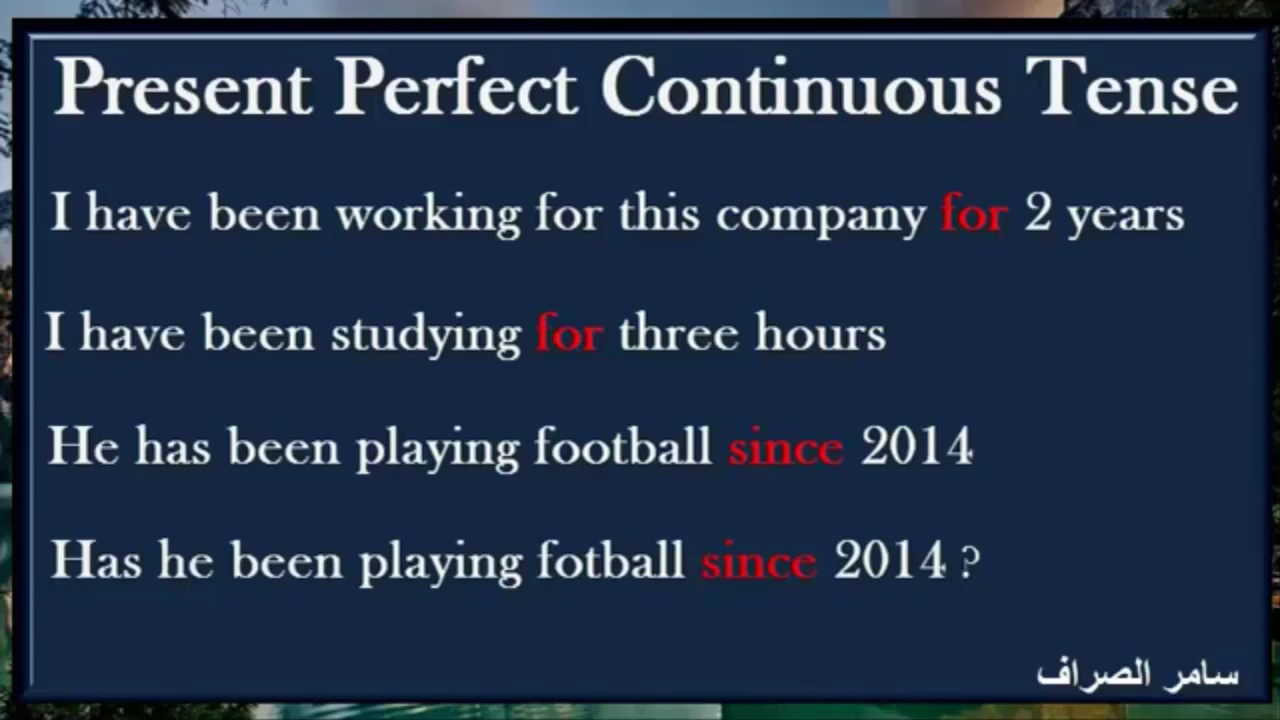 Present Perfect Continuous Tense
I have been working for this company for 2 years
I have been studying for three hours
He has been playing football since 2014
Has he been playing fotball since 2014 ?
سامر الصراف